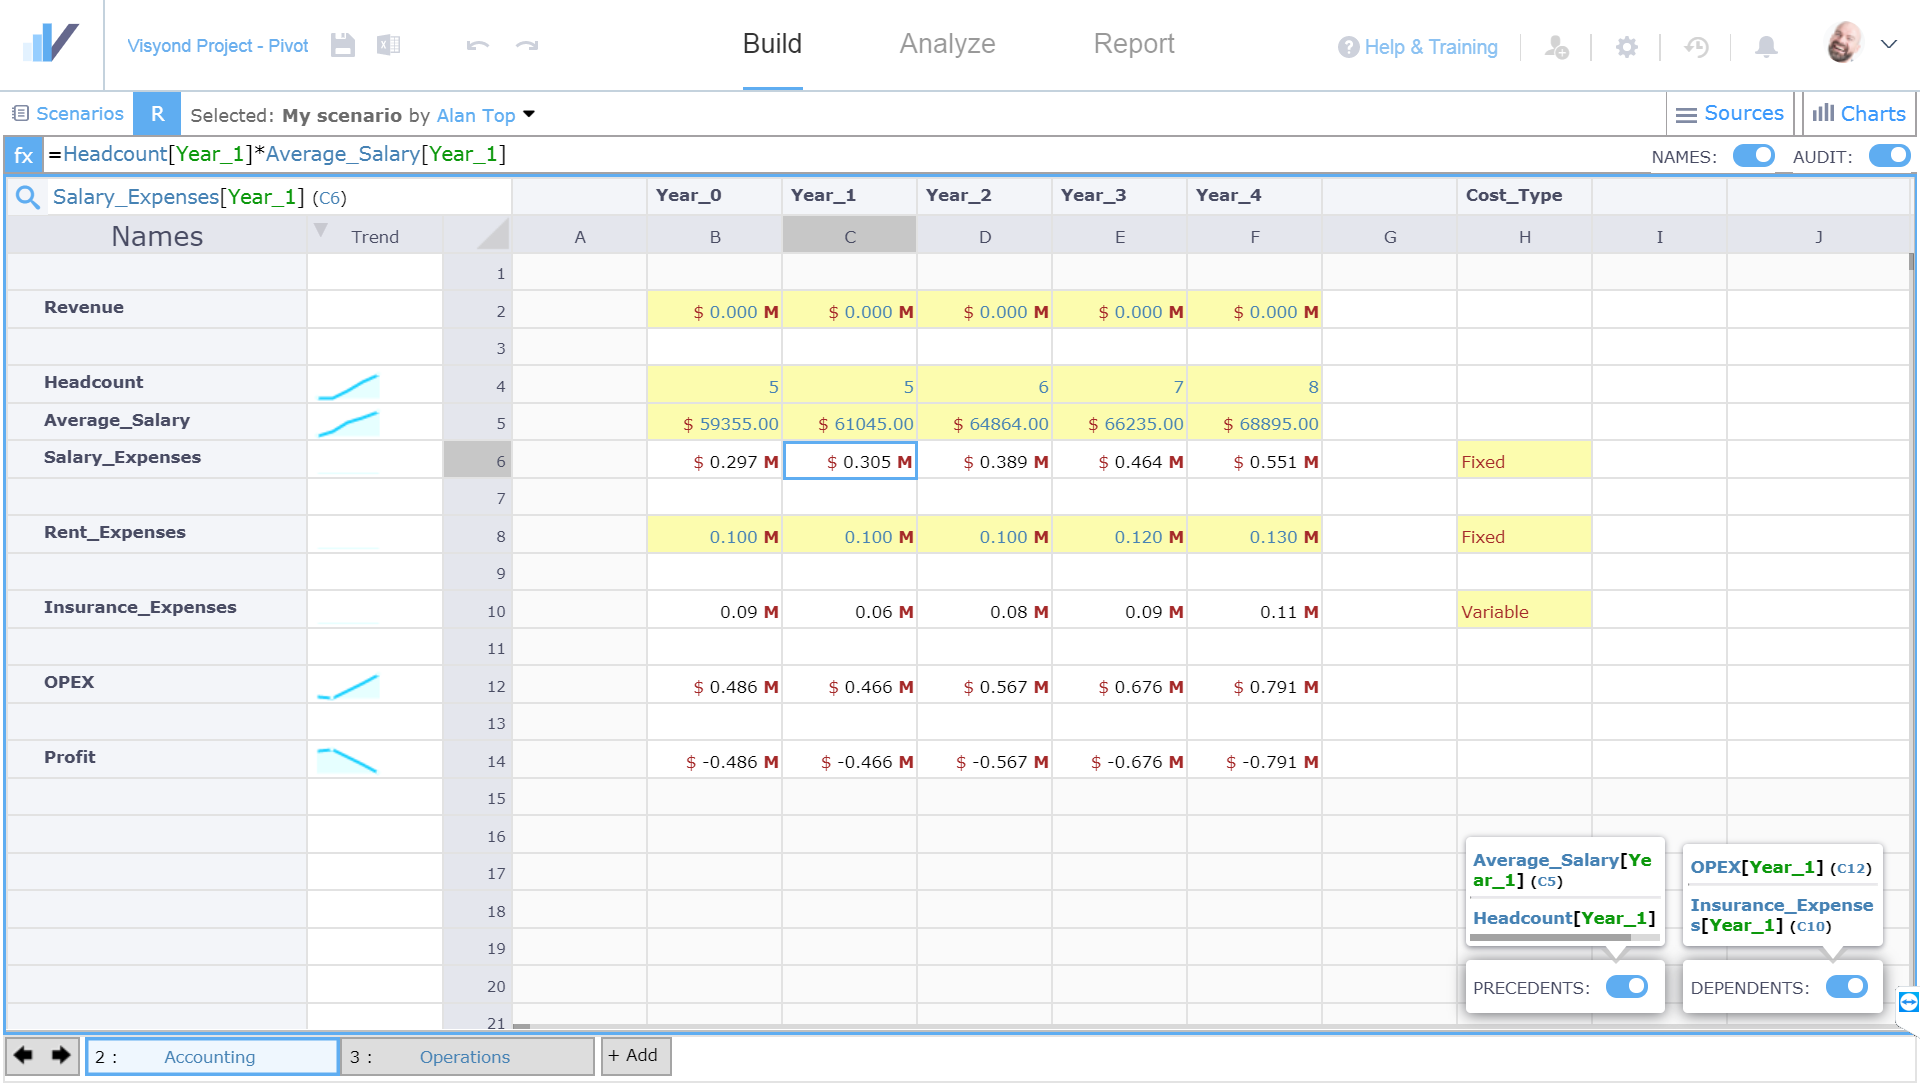 Visyond Project - Pivot
Build Analyze Report
Help & Training
Scenarios R Selected: My scenario by Alan Top
Sources Charts
fx =Headcount[Year_1]*Average_Salary[Year_1]
NAMES: AUDIT:
Salary_Expenses[Year_1] (C6) Year_0 Year_1 Year_2 Year_3 Year_4 Cost_Type
Names Trend A B C D E F G H I J
1
Revenue 2 $ 0.000 M $ 0.000 M $ 0.000 M $ 0.000 M $ 0.000 M
3
Headcount 4 5 5 6 7 8
Average_Salary 5 $ 59355.00 $ 61045.00 $ 64864.00 $ 66235.00 $ 68895.00
Salary_Expenses 6 $ 0.297 M $ 0.305 M $ 0.389 M $ 0.464 M $ 0.551 M Fixed
7
Rent_Expenses 8 0.100 M 0.100 M 0.100 M 0.120 M 0.130 M Fixed
9
Insurance_Expenses 10 0.09 M 0.06 M 0.08 M 0.09 M 0.11 M Variable
11
OPEX 12 $ 0.486 M $ 0.466 M $ 0.567 M $ 0.676 M $ 0.791 M
13
Profit 14 $ -0.486 M $ -0.466 M $ -0.567 M $ -0.676 M $ -0.791 M
15
16
17
18
19
20
21
Average_Salary[Ye
ar_1] (C5)
Headcount[Year_1]
PRECEDENTS:
OPEX[Year_1] (C12)
Insurance_Expense
s[Year_1] (C10)
DEPENDENTS:
2 : Accounting 3 : Operations + Add